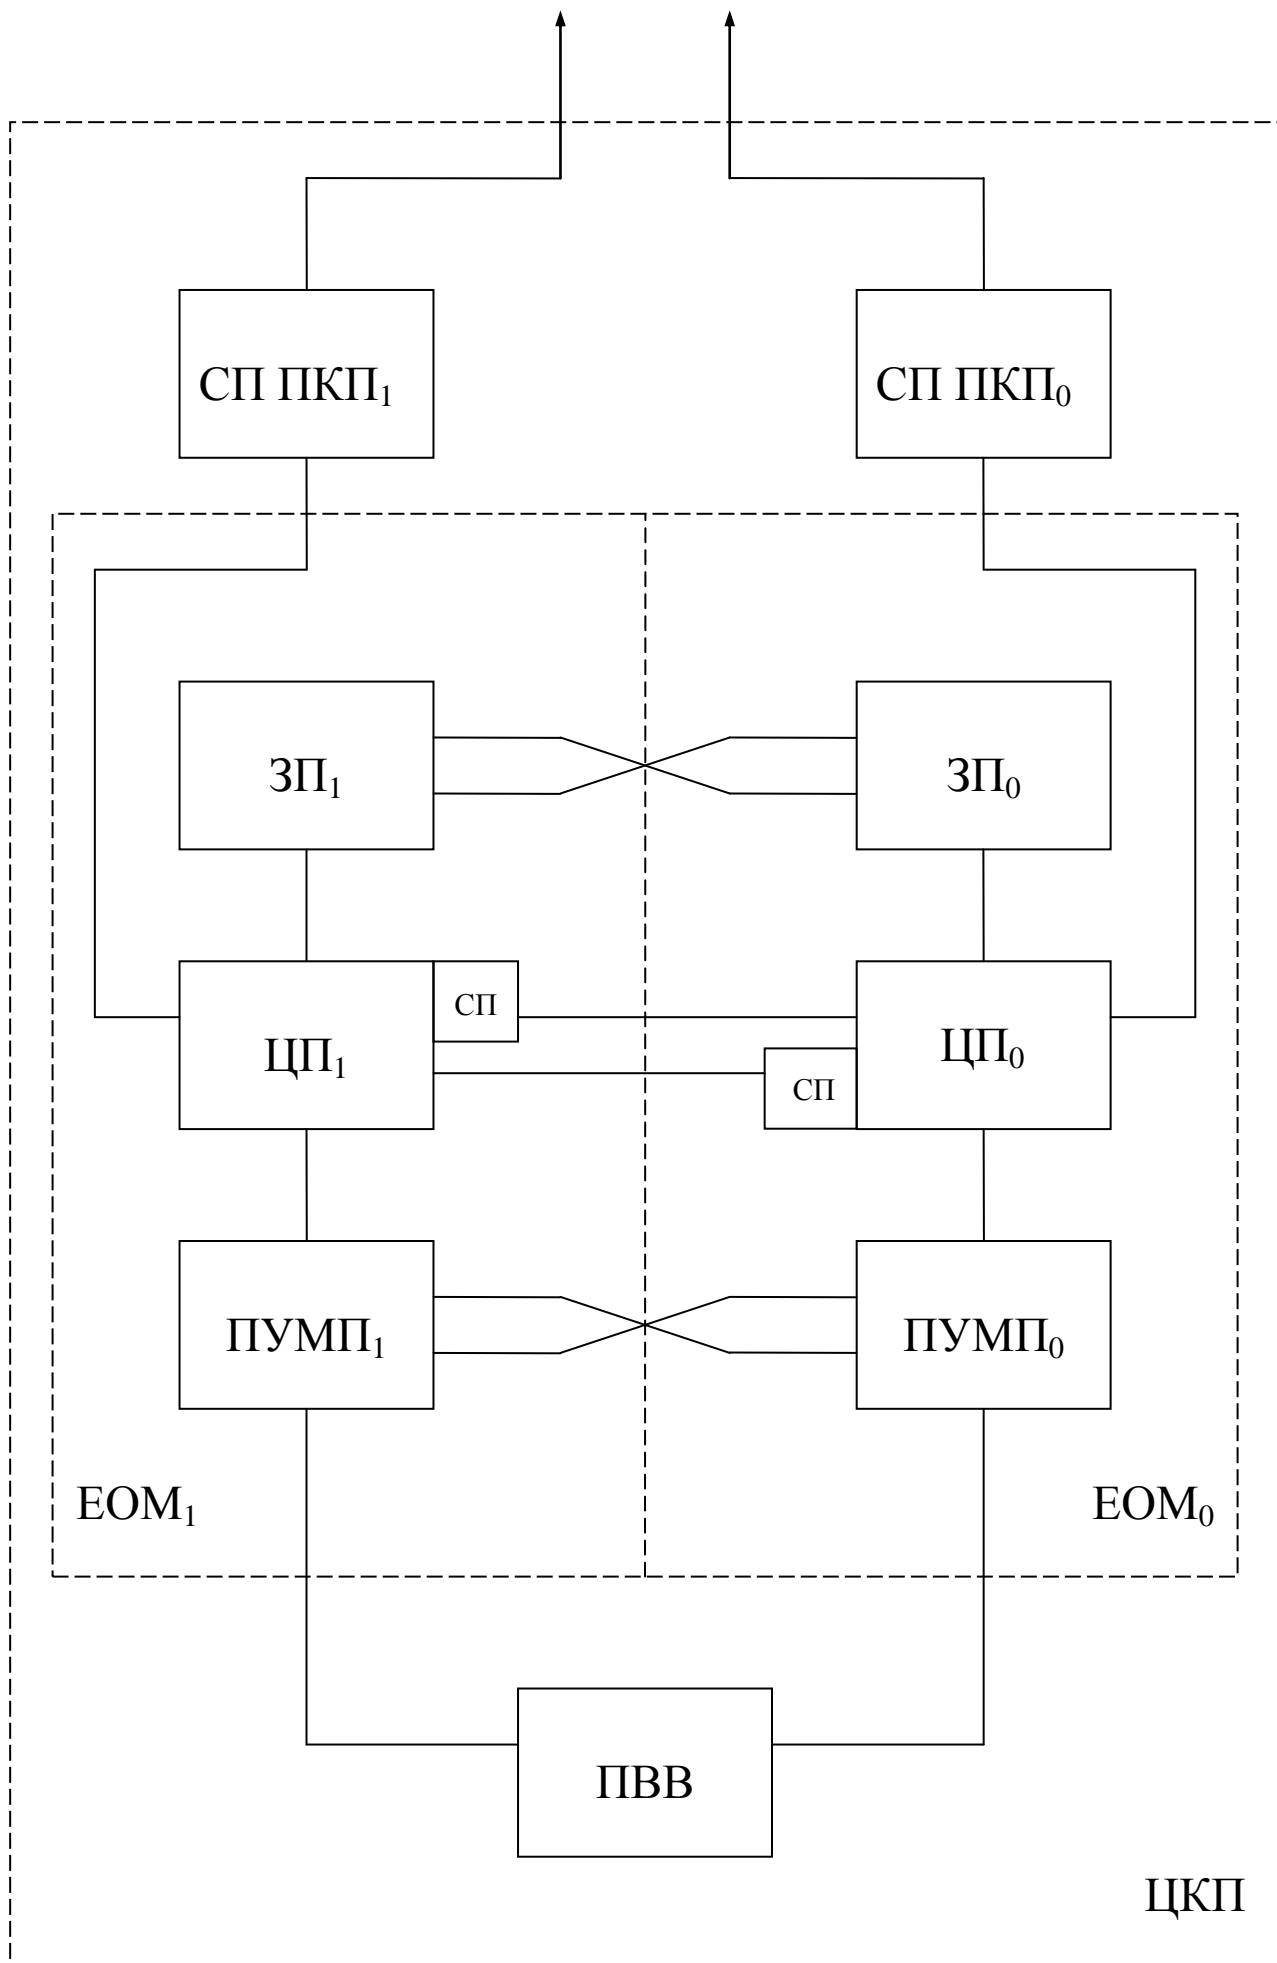 СП ПКП₁ СП ПКП₀
ЗП₁ ЗП₀
СП
ЦП₁ ЦП₀
СП
ПУМП₁ ПУМП₀
ЕОМ₁ ЕОМ₀
ПВВ
ЦКП